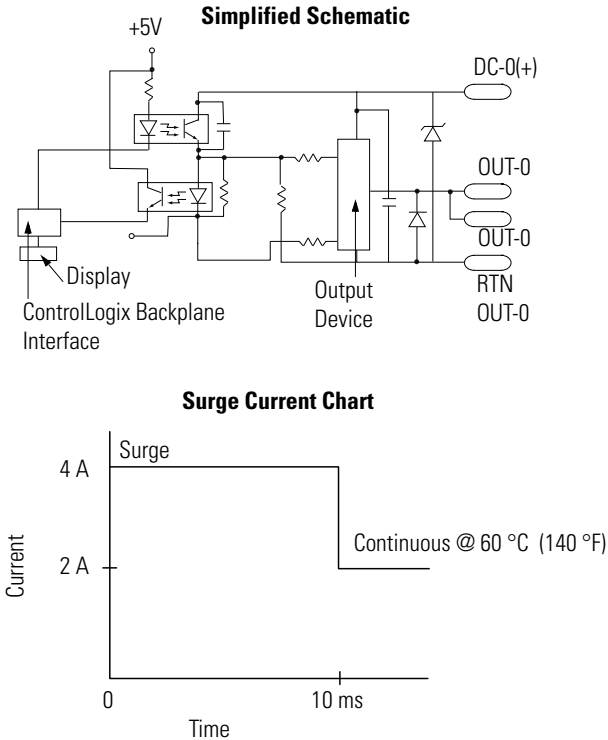 Simplified Schematic
+5V
DC-0(+)
OUT-0
OUT-0
RTN
OUT-0
Display
ControlLogix Backplane
Interface
Output
Device
Surge Current Chart
Surge
4 A
Continuous @ 60 °C (140 °F)
2 A
Current
0
10 ms
Time